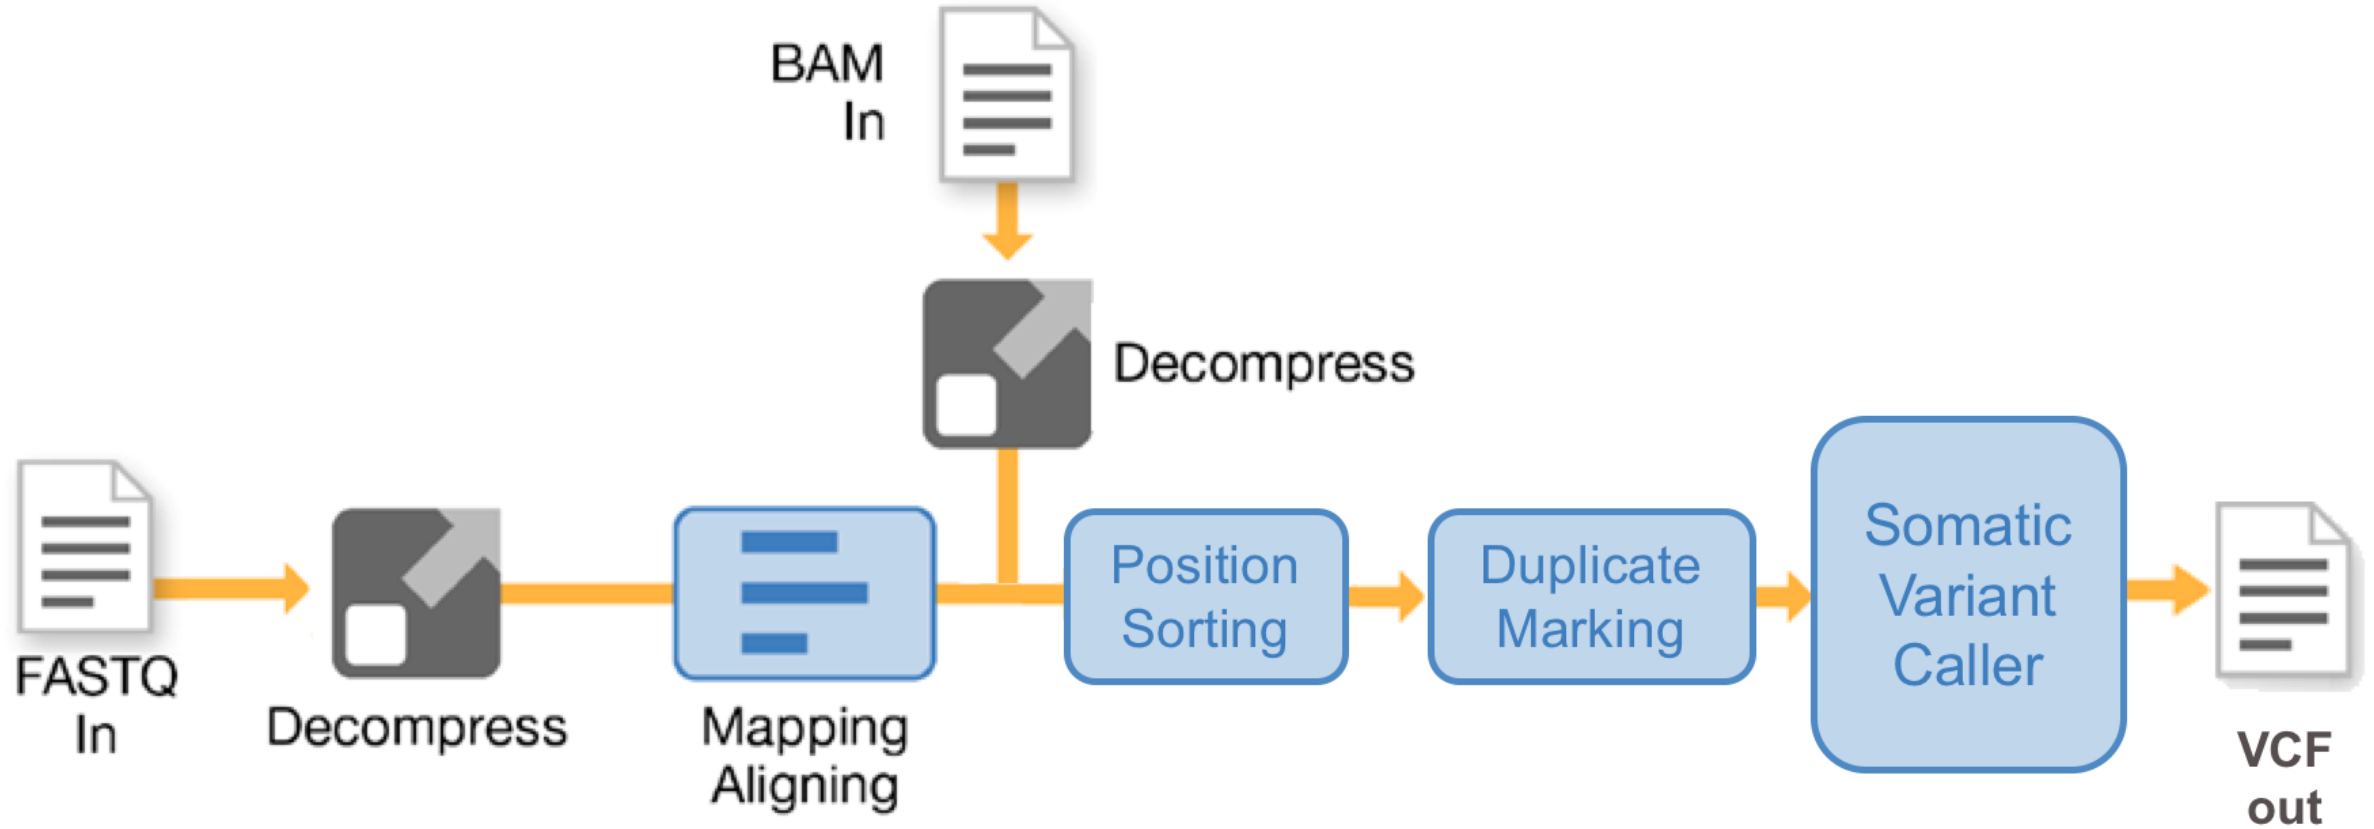 BAM
In
Decompress
FASTQ
In
Decompress
Mapping
Aligning
Position
Sorting
Duplicate
Marking
Somatic
Variant
Caller
VCF
out